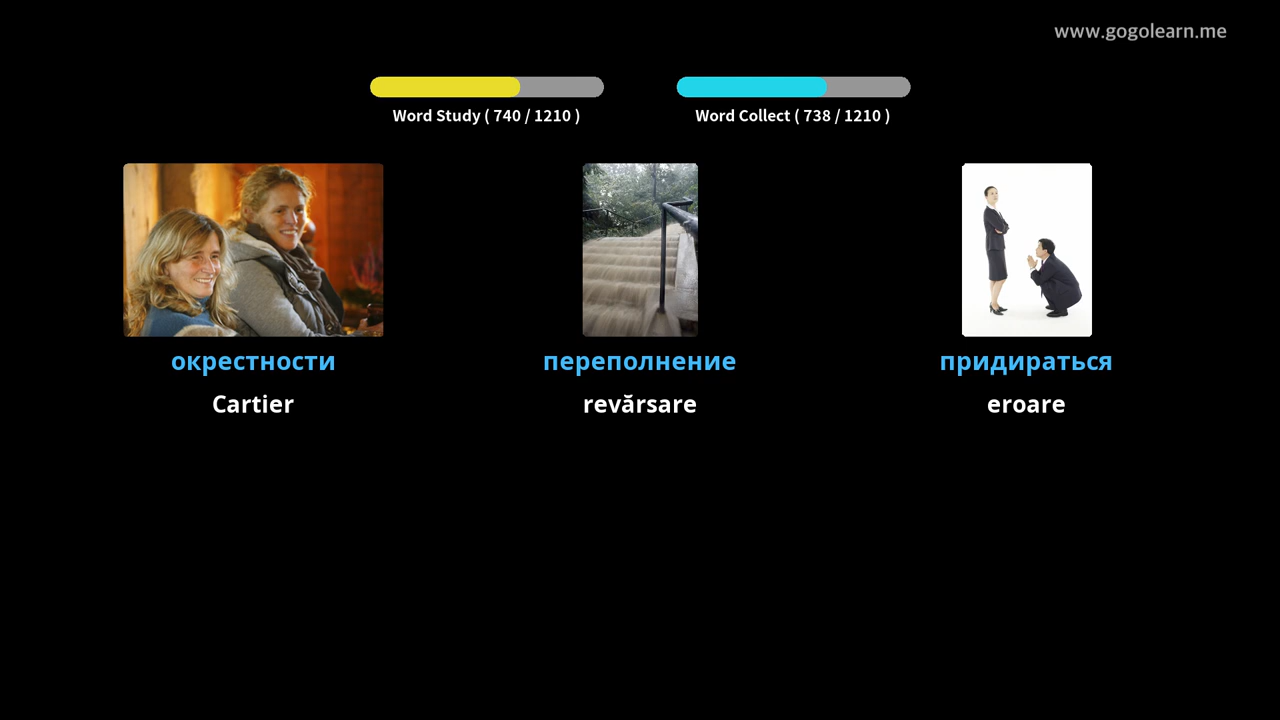 www.gogolearn.me
Word Study ( 740 / 1210 )
Word Collect ( 738 / 1210 )
окрестности
переполнение
придираться
Cartier
revărsare
eroare